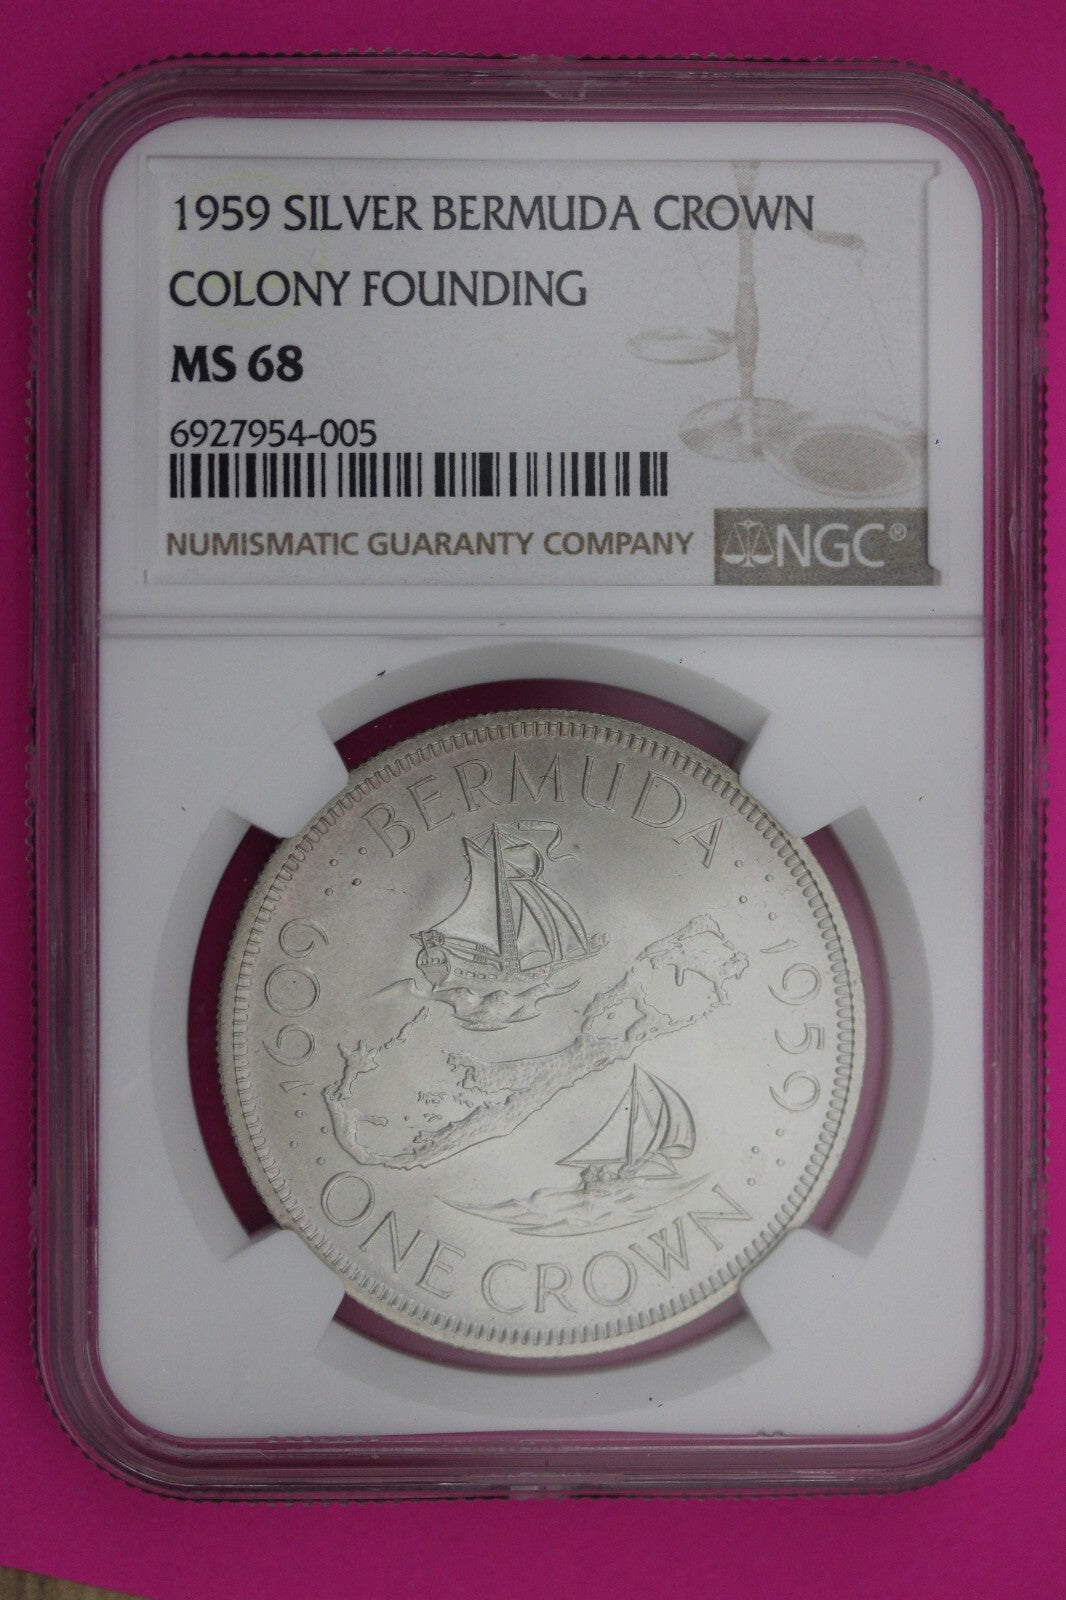 1959 SILVER BERMUDA CROWN
COLONY FOUNDING
MS 68
6927954-005
NUMISMATIC GUARANTY COMPANY
NGC®
BERMUDA
1609
1959
ONE CROWN